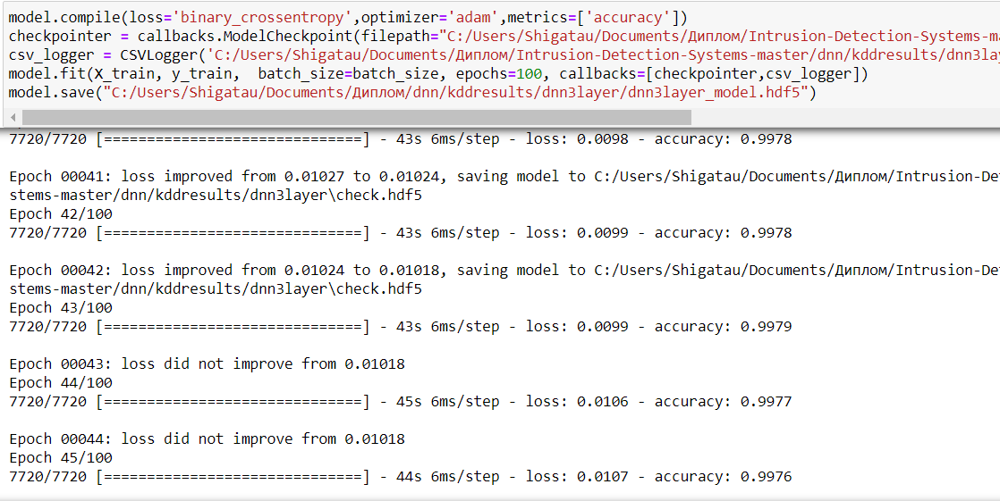 model.compile(loss='binary_crossentropy',optimizer='adam',metrics=['accuracy'])
checkpointer = callbacks.ModelCheckpoint(filepath="C:/Users/Shigatau/Documents/Диплом/Intrusion-Detection-Systems-ma
csv_logger = CSVLogger('C:/Users/Shigatau/Documents/Диплом/Intrusion-Detection-Systems-master/dnn/kddresults/dnn3lay
model.fit(X_train, y_train,  batch_size=batch_size, epochs=100, callbacks=[checkpointer,csv_logger])
model.save("C:/Users/Shigatau/Documents/Диплом/dnn/kddresults/dnn3layer/dnn3layer_model.hdf5")
7720/7720 [==============================] - 43s 6ms/step - loss: 0.0098 - accuracy: 0.9978
Epoch 00041: loss improved from 0.01027 to 0.01024, saving model to C:/Users/Shigatau/Documents/Диплом/Intrusion-De
stems-master/dnn/kddresults/dnn3layer\check.hdf5
Epoch 42/100
7720/7720 [==============================] - 43s 6ms/step - loss: 0.0099 - accuracy: 0.9978
Epoch 00042: loss improved from 0.01024 to 0.01018, saving model to C:/Users/Shigatau/Documents/Диплом/Intrusion-De
stems-master/dnn/kddresults/dnn3layer\check.hdf5
Epoch 43/100
7720/7720 [==============================] - 43s 6ms/step - loss: 0.0099 - accuracy: 0.9979
Epoch 00043: loss did not improve from 0.01018
Epoch 44/100
7720/7720 [==============================] - 45s 6ms/step - loss: 0.0106 - accuracy: 0.9977
Epoch 00044: loss did not improve from 0.01018
Epoch 45/100
7720/7720 [==============================] - 44s 6ms/step - loss: 0.0107 - accuracy: 0.9976